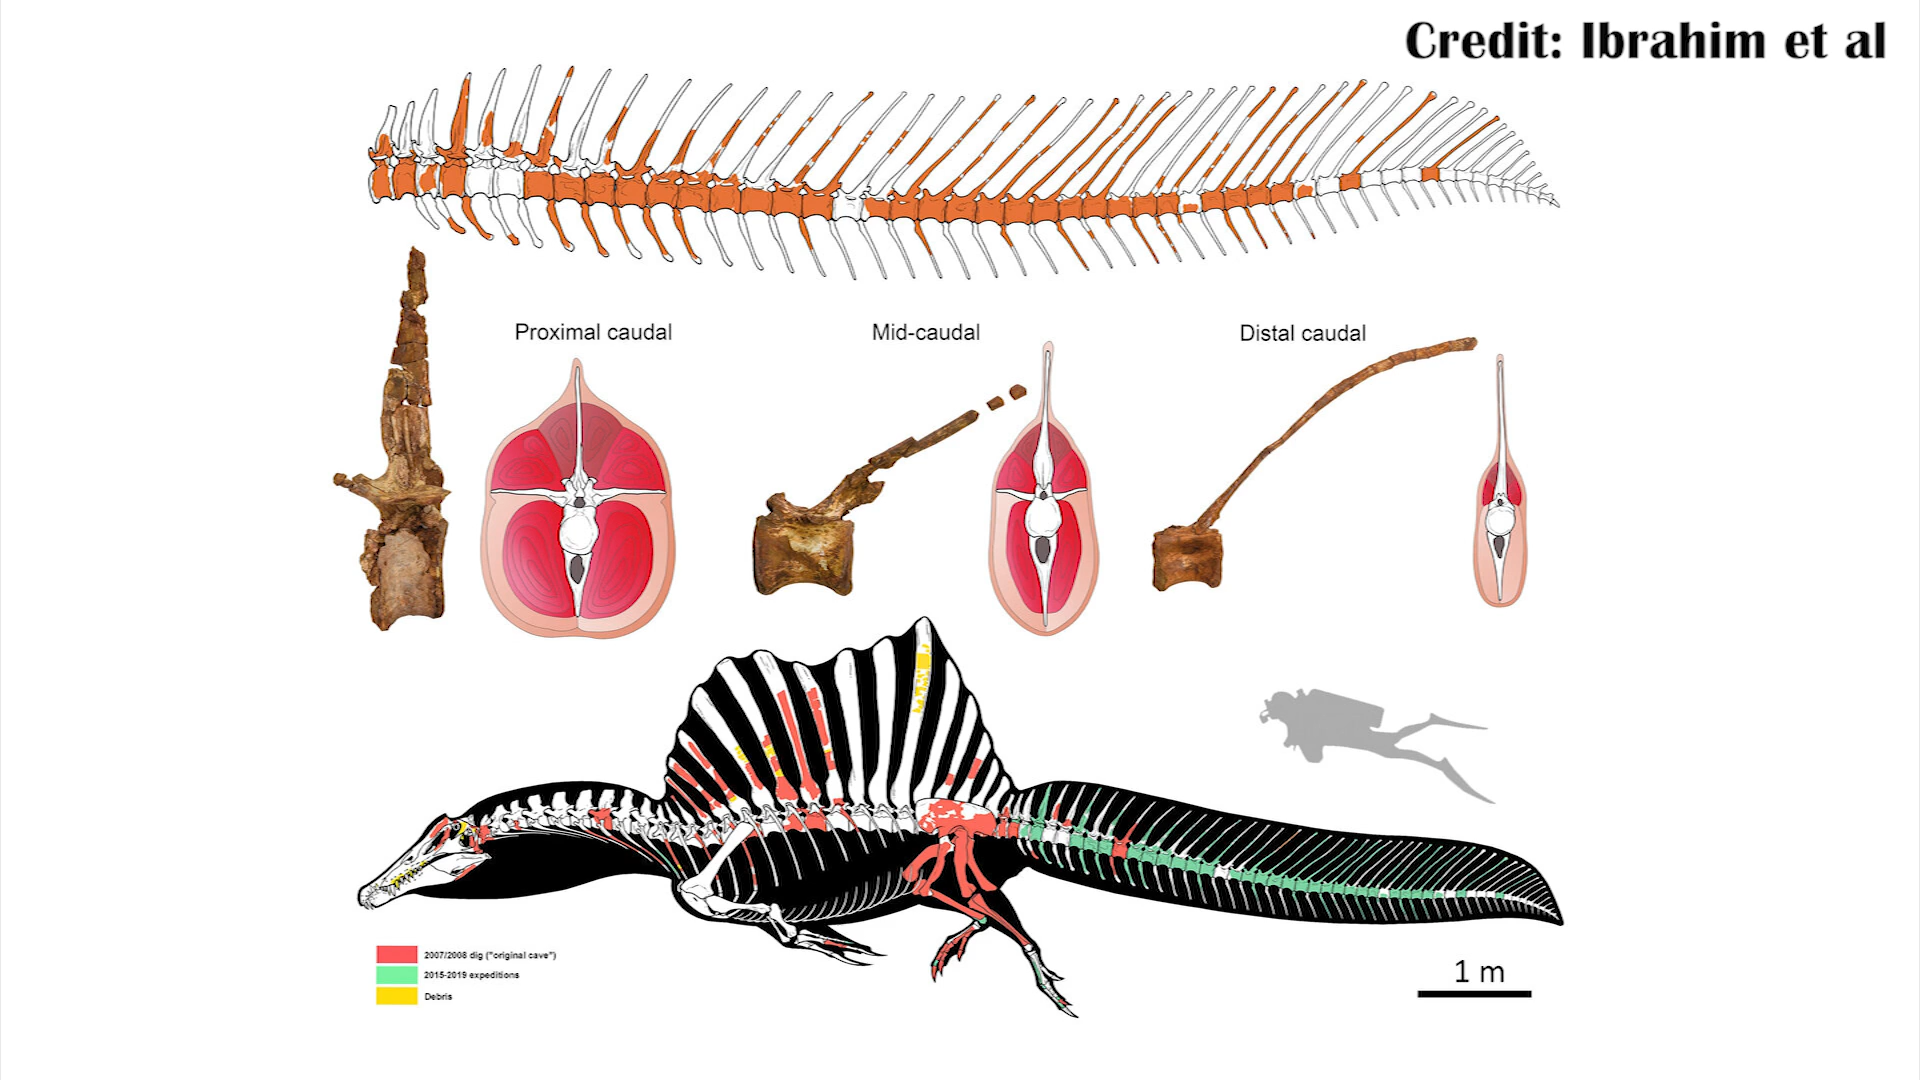 Credit: Ibrahim et al
Proximal caudal
Mid-caudal
Distal caudal
2007/2008 dig ("original cave")
2015-2019 expeditions
Debris
1 m